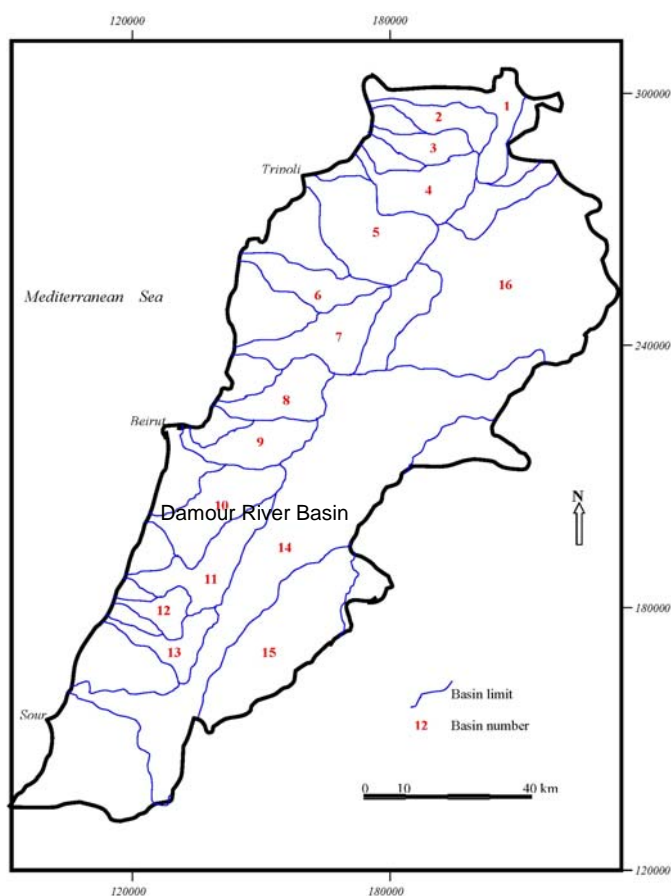 120000
180000
300000
1
2
3
Tripoli
4
5
16
6
Mediterranean Sea
7
240000
8
Beirut
9
10
N
Damour River Basin
14
11
12
180000
13
15
Basin limit
Sour
12
Basin number
0 10 40 km
120000
120000
180000